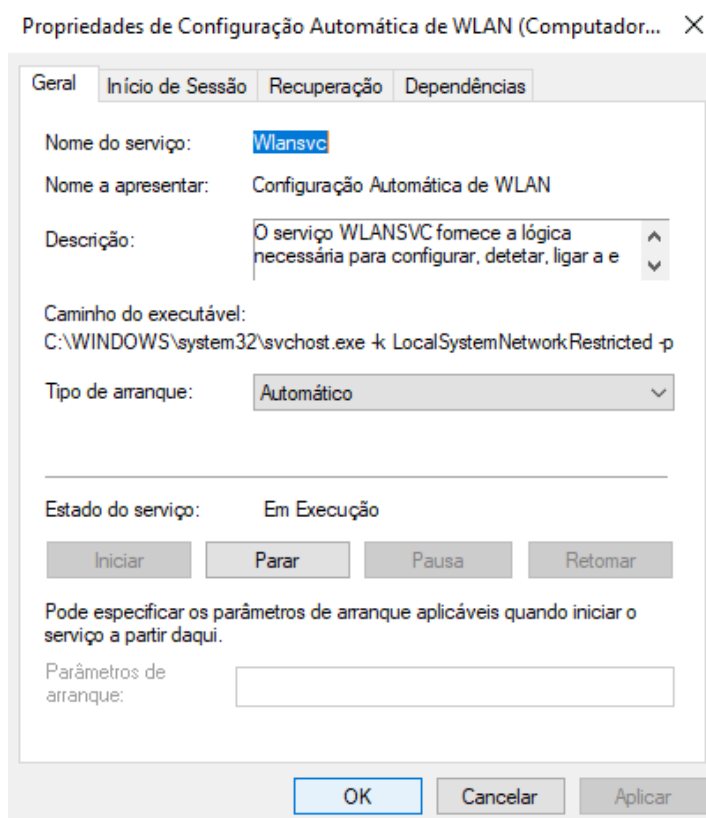 Propriedades de Configuração Automática de WLAN (Computador...
Geral Início de Sessão Recuperação Dependências
Nome do serviço: Wlansvc
Nome a apresentar: Configuração Automática de WLAN
Descrição: O serviço WLANSVC fornece a lógica
necessária para configurar, detetar, ligar a e
Caminho do executável:
C:\WINDOWS\system32\svchost.exe -k LocalSystemNetworkRestricted -p
Tipo de arranque: Automático
Estado do serviço: Em Execução
Iniciar Parar Pausa Retomar
Pode especificar os parâmetros de arranque aplicáveis quando iniciar o
serviço a partir daqui.
Parâmetros de
arranque:
OK Cancelar Aplicar